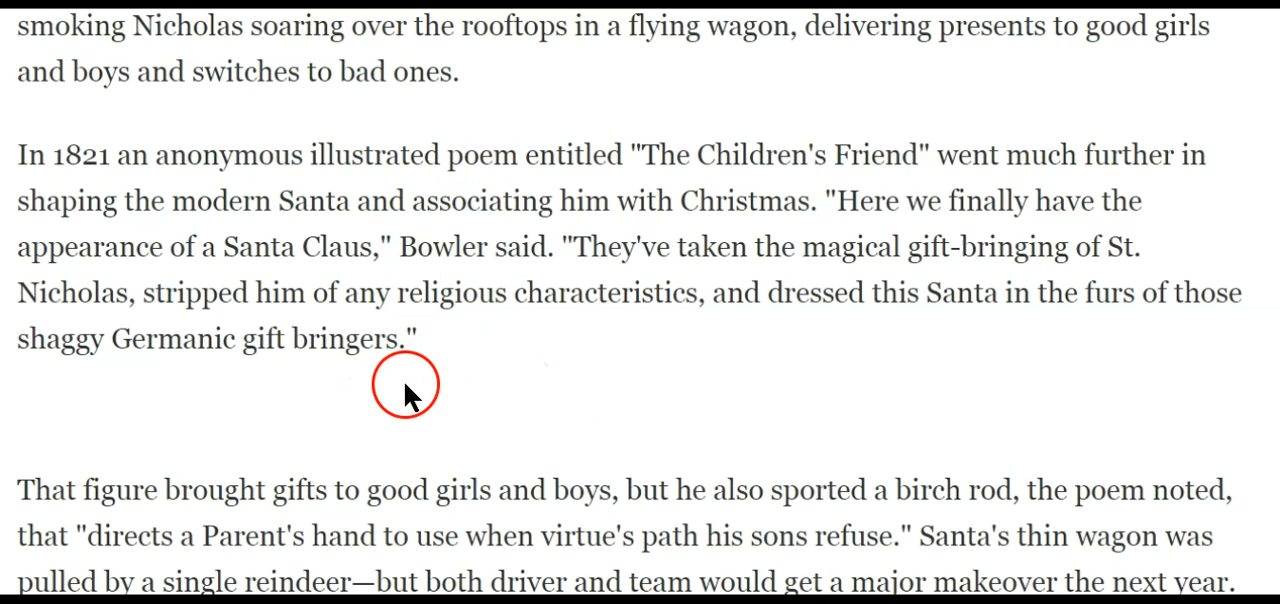 smoking Nicholas soaring over the rooftops in a flying wagon, delivering presents to good girls
and boys and switches to bad ones.
In 1821 an anonymous illustrated poem entitled "The Children's Friend" went much further in
shaping the modern Santa and associating him with Christmas. "Here we finally have the
appearance of a Santa Claus," Bowler said. "They've taken the magical gift-bringing of St.
Nicholas, stripped him of any religious characteristics, and dressed this Santa in the furs of those
shaggy Germanic gift bringers."
That figure brought gifts to good girls and boys, but he also sported a birch rod, the poem noted,
that "directs a Parent's hand to use when virtue's path his sons refuse." Santa's thin wagon was
pulled by a single reindeer—but both driver and team would get a major makeover the next year.